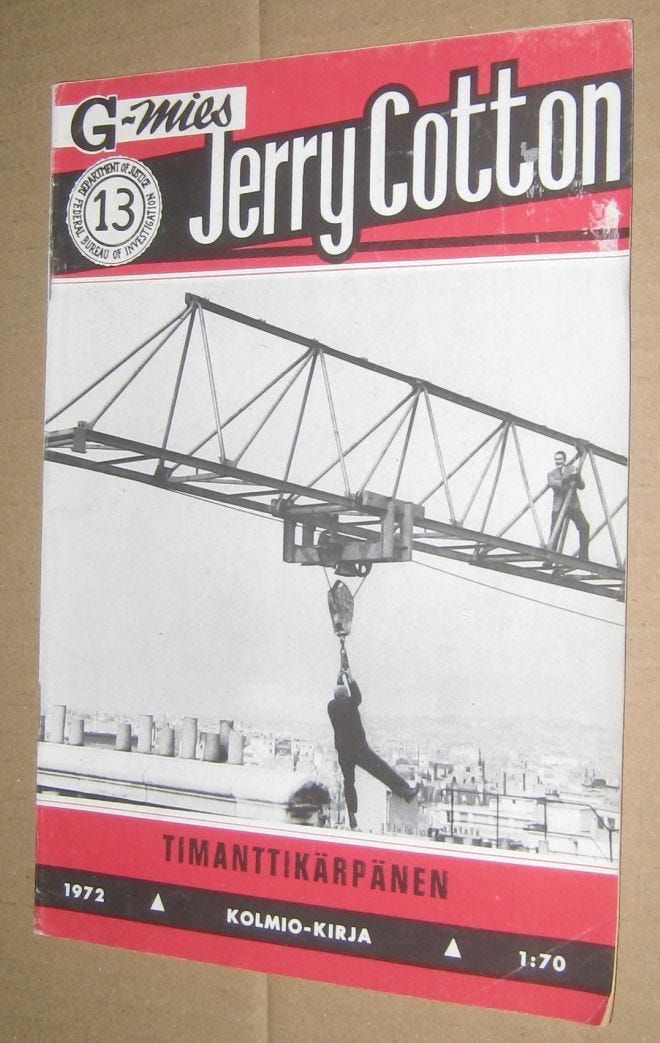 G-mies
Jerry Cotton
DEPARTMENT OF JUSTICE
13
FEDERAL BUREAU OF INVESTIGATION
TIMANTTIKÄRPÄNEN
1972 KOLMIO-KIRJA 1:70